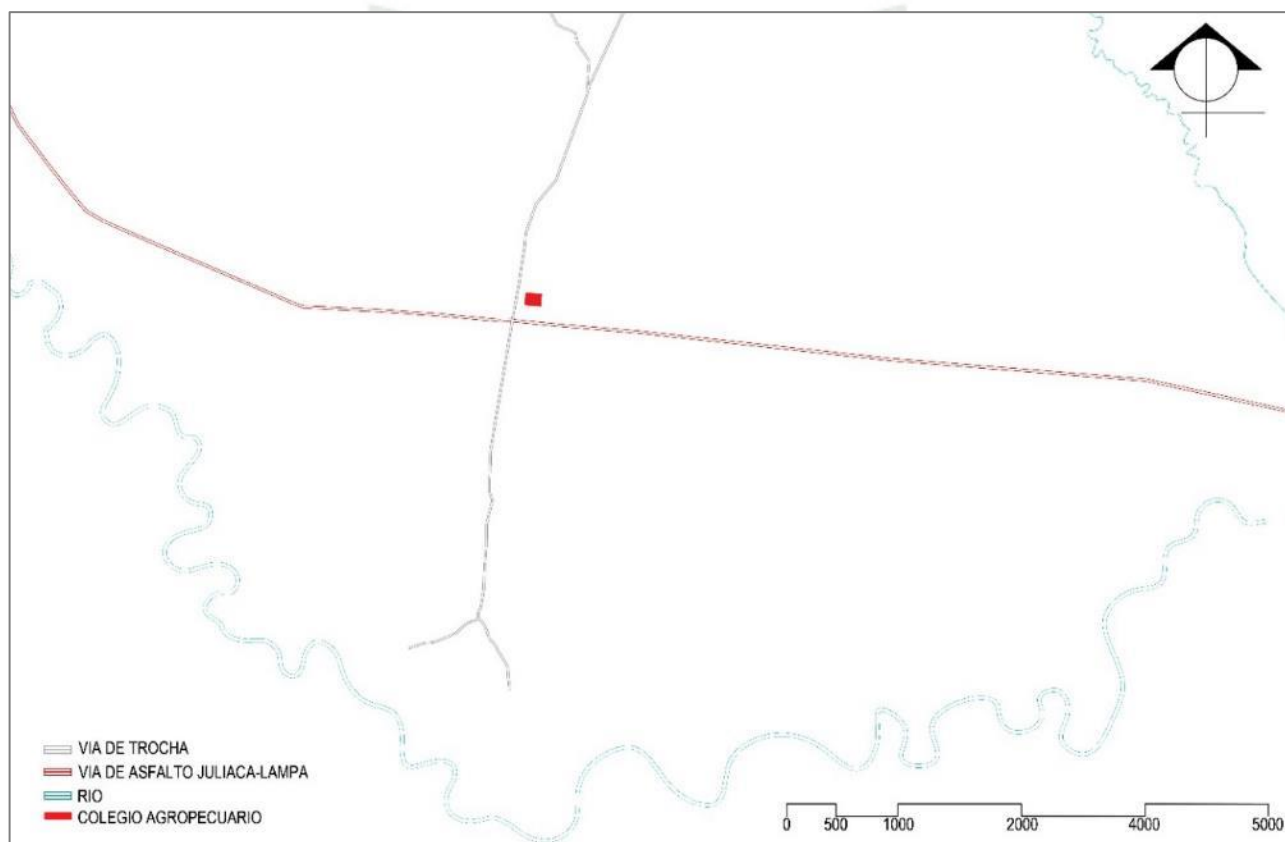 VIA DE TROCHA
VIA DE ASFALTO JULIACA-LAMPA
RIO
COLEGIO AGROPECUARIO
0 500 1000 2000 4000 5000